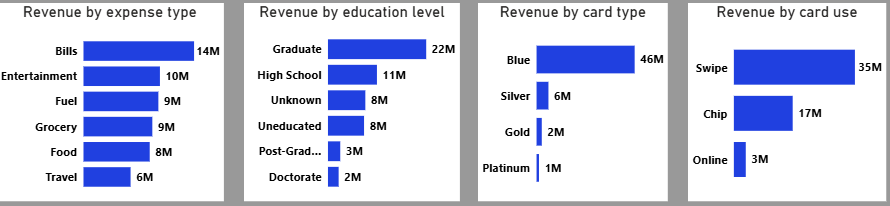 Revenue by expense type
Bills 14M
Entertainment 10M
Fuel 9M
Grocery 9M
Food 8M
Travel 6M
Revenue by education level
Graduate 22M
High School 11M
Unknown 8M
Uneducated 8M
Post-Grad... 3M
Doctorate 2M
Revenue by card type
Blue 46M
Silver 6M
Gold 2M
Platinum 1M
Revenue by card use
Swipe 35M
Chip 17M
Online 3M